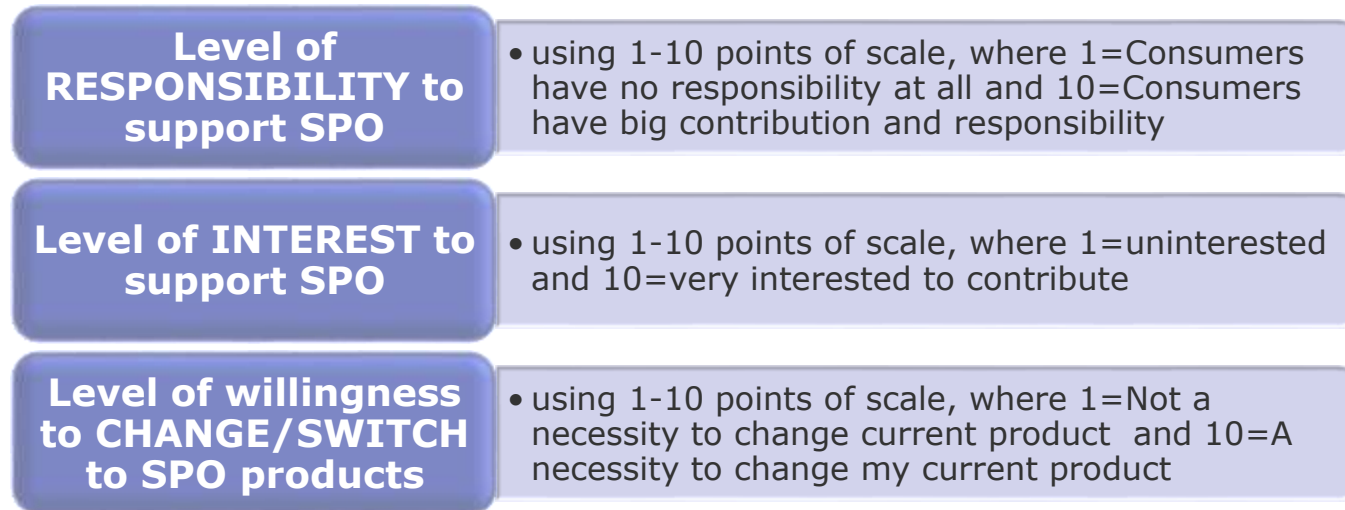 Level of
RESPONSIBILITY to
support SPO
• using 1-10 points of scale, where 1=Consumers
have no responsibility at all and 10=Consumers
have big contribution and responsibility
Level of INTEREST to
support SPO
• using 1-10 points of scale, where 1=uninterested
and 10=very interested to contribute
Level of willingness
to CHANGE/SWITCH
to SPO products
• using 1-10 points of scale, where 1=Not a
necessity to change current product and 10=A
necessity to change my current product